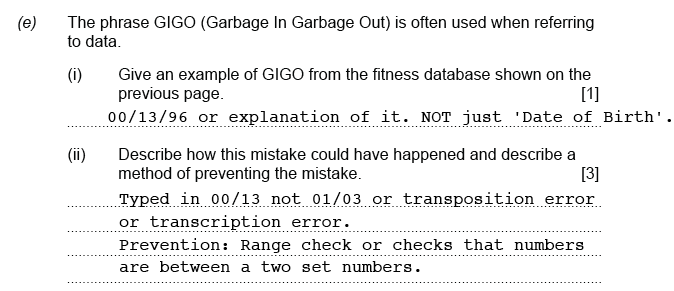 (e) The phrase GIGO (Garbage In Garbage Out) is often used when referring
to data.
(i) Give an example of GIGO from the fitness database shown on the
previous page. [1]
00/13/96 or explanation of it. NOT just 'Date of Birth'.
(ii) Describe how this mistake could have happened and describe a
method of preventing the mistake. [3]
Typed in 00/13 not 01/03 or transposition error
or transcription error.
Prevention: Range check or checks that numbers
are between a two set numbers.